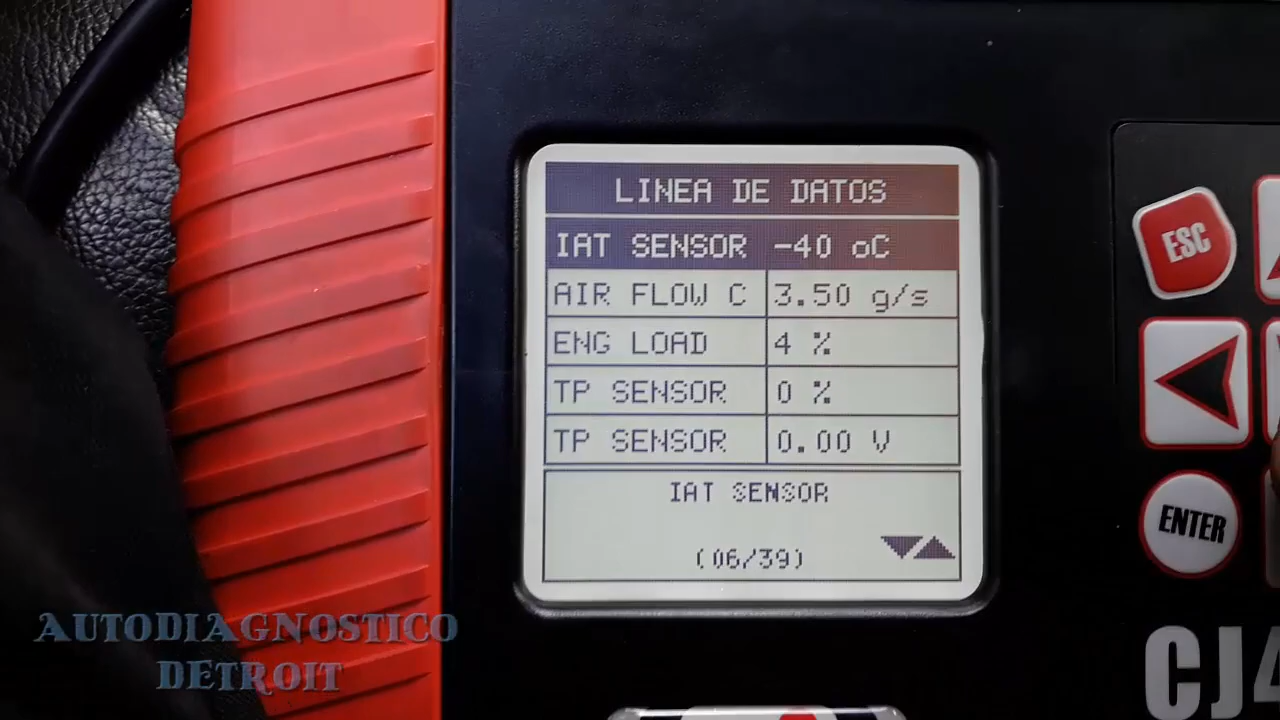 LINEA DE DATOS
IAT SENSOR -40 oC
AIR FLOW C 3.50 g/s
ENG LOAD 4 %
TP SENSOR 0 %
TP SENSOR 0.00 V
IAT SENSOR
(06/39)
ESC
ENTER
CJ4
AUTODIAGNOSTICO
DETROIT